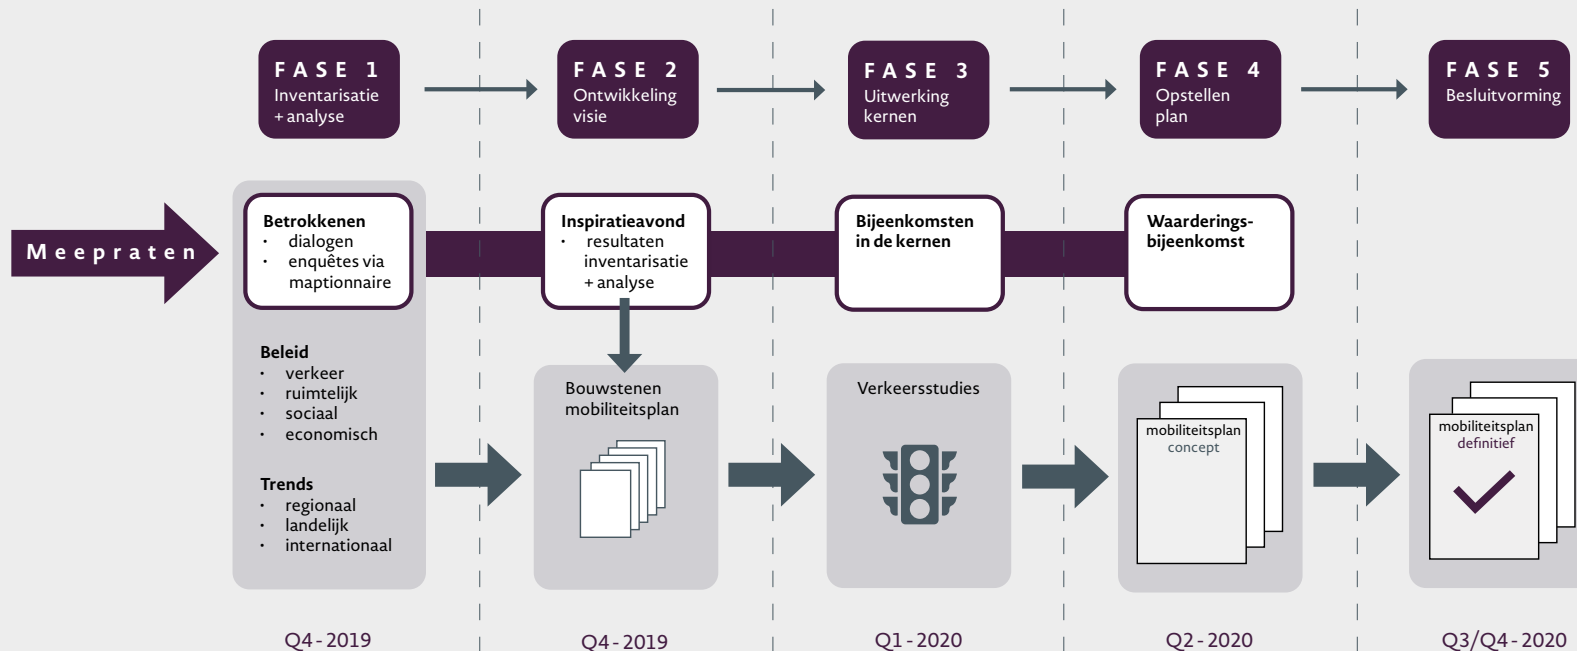 FASE 1
Inventarisatie
+ analyse
FASE 2
Ontwikkeling
visie
FASE 3
Uitwerking
kernen
FASE 4
Opstellen
plan
FASE 5
Besluitvorming
Meepraten
Betrokkenen
· dialogen
· enquêtes via
maptionnaire
Inspiratieavond
· resultaten
inventarisatie
+ analyse
Bijeenkomsten
in de kernen
Waarderings-
bijeenkomst
Beleid
· verkeer
· ruimtelijk
· sociaal
· economisch
Trends
· regionaal
· landelijk
· internationaal
Bouwstenen
mobiliteitsplan
Verkeersstudies
mobiliteitsplan
concept
mobiliteitsplan
definitief
Q4 - 2019
Q4 - 2019
Q1 - 2020
Q2 - 2020
Q3/Q4 - 2020